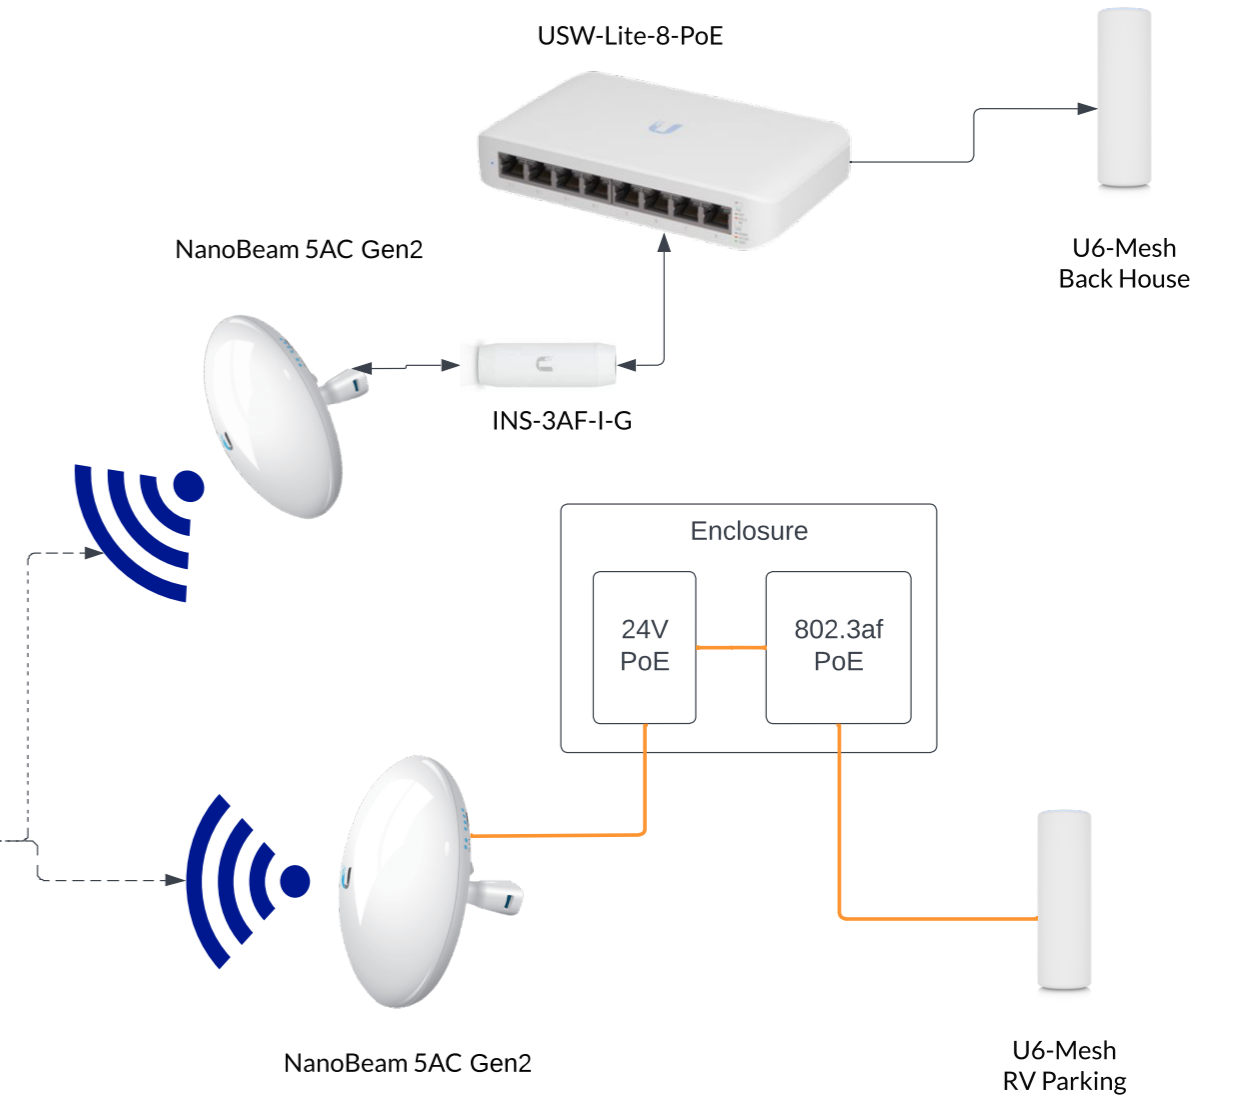 USW-Lite-8-PoE
NanoBeam 5AC Gen2
U6-Mesh
Back House
INS-3AF-I-G
Enclosure
24V
PoE
802.3af
PoE
NanoBeam 5AC Gen2
U6-Mesh
RV Parking